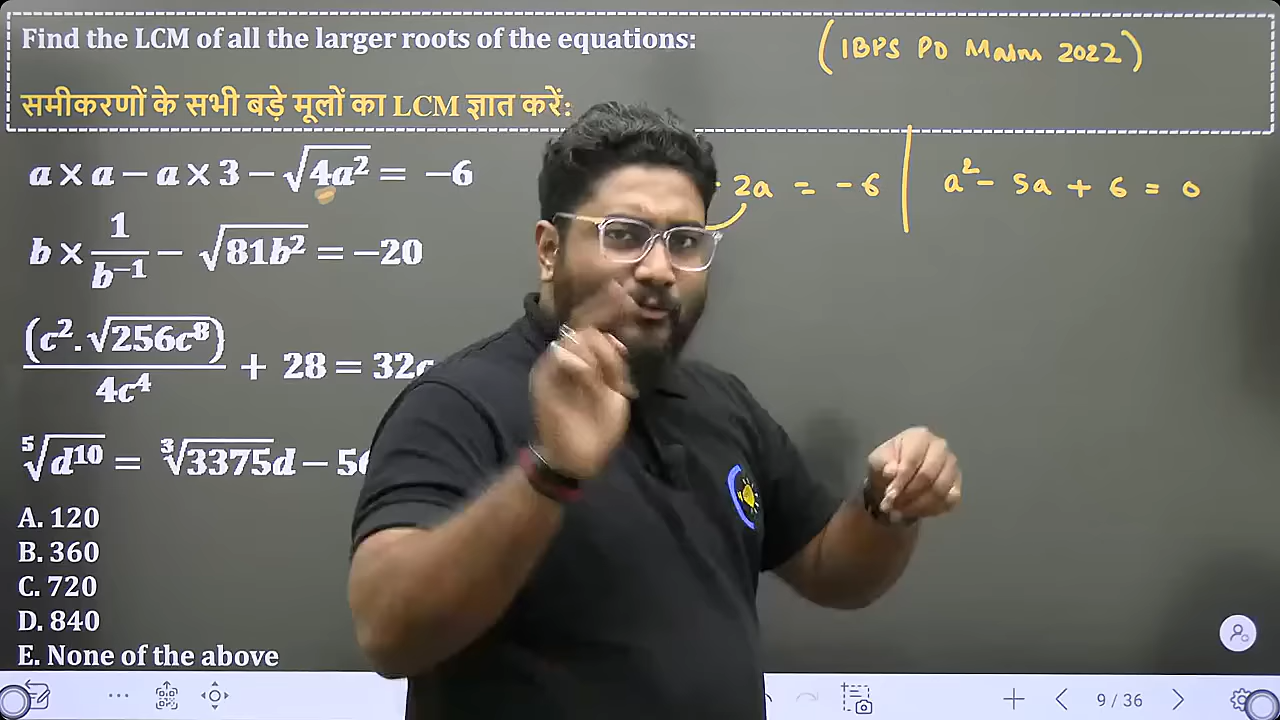 Find the LCM of all the larger roots of the equations:
(IBPS PO Mains 2022)
समीकरणों के सभी बड़े मूलों का LCM ज्ञात करें:
a × a − a × 3 − √4a² = −6
2a = -6 | a² - 5a + 6 = 0
b × 1/b⁻¹ − √81b² = −20
(c².√256c⁸)/4c⁴ + 28 = 32c
⁵√d¹⁰ = ³√3375d − 56
A. 120
B. 360
C. 720
D. 840
E. None of the above
9 / 36